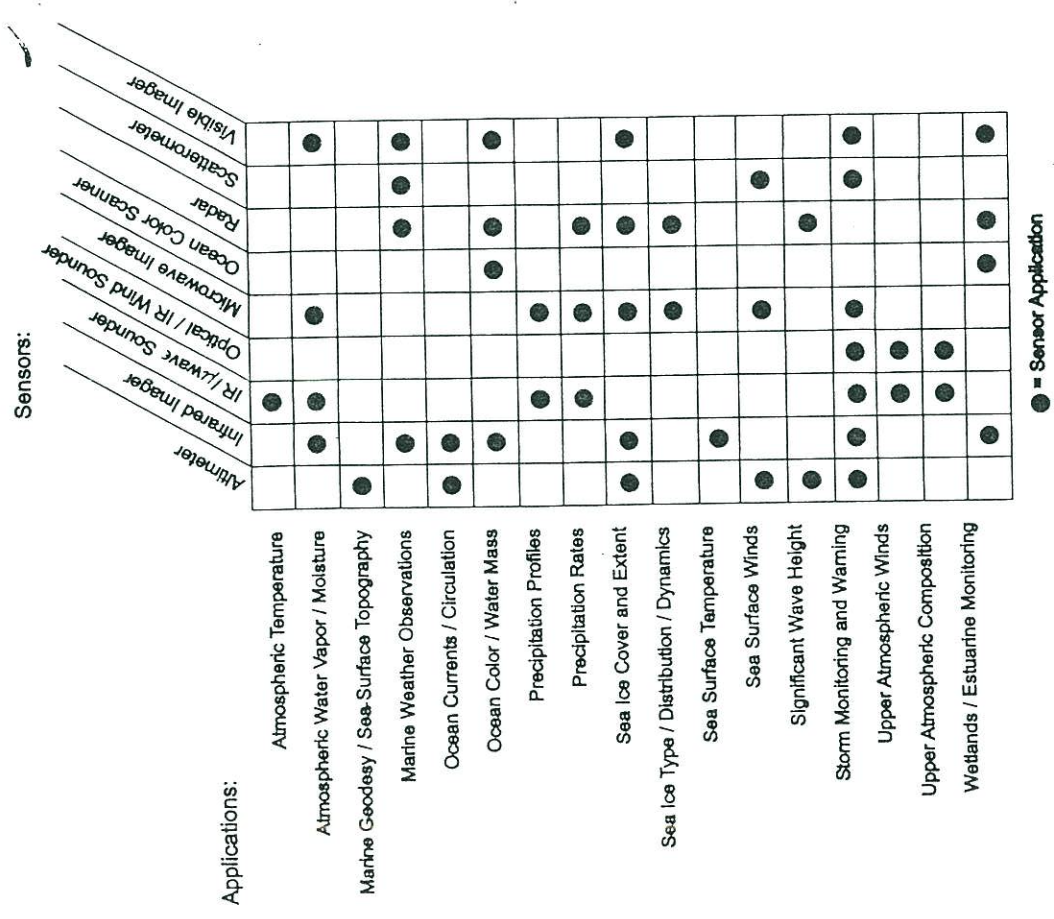 Sensors:
Altimeter
Infrared Imager
IR/μwave Sounder
Optical / IR Wind Sounder
Microwave Imager
Ocean Color Scanner
Radar
Scatterometer
Visible Imager
Applications:
Atmospheric Temperature
Atmospheric Water Vapor / Moisture
Marine Geodesy / Sea-Surface Topography
Marine Weather Observations
Ocean Currents / Circulation
Ocean Color / Water Mass
Precipitation Profiles
Precipitation Rates
Sea Ice Cover and Extent
Sea Ice Type / Distribution / Dynamics
Sea Surface Temperature
Sea Surface Winds
Significant Wave Height
Storm Monitoring and Warning
Upper Atmospheric Winds
Upper Atmospheric Composition
Wetlands / Estuarine Monitoring
● = Sensor Application